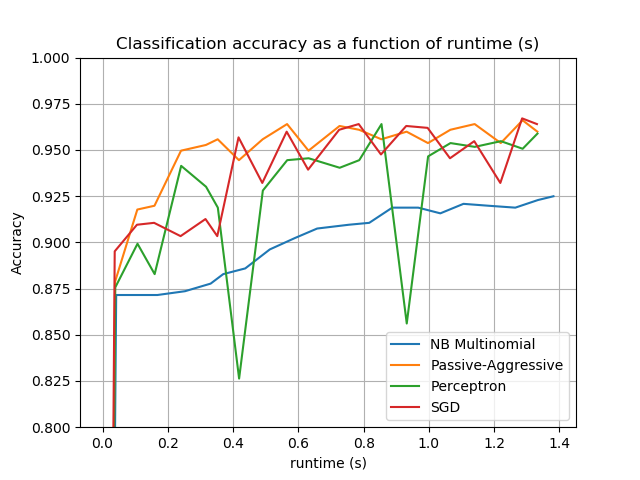 Classification accuracy as a function of runtime (s)
1.000
0.975
0.950
0.925
0.900
0.875
0.850
0.825
0.800
Accuracy
0.0 0.2 0.4 0.6 0.8 1.0 1.2 1.4
runtime (s)
NB Multinomial
Passive-Aggressive
Perceptron
SGD